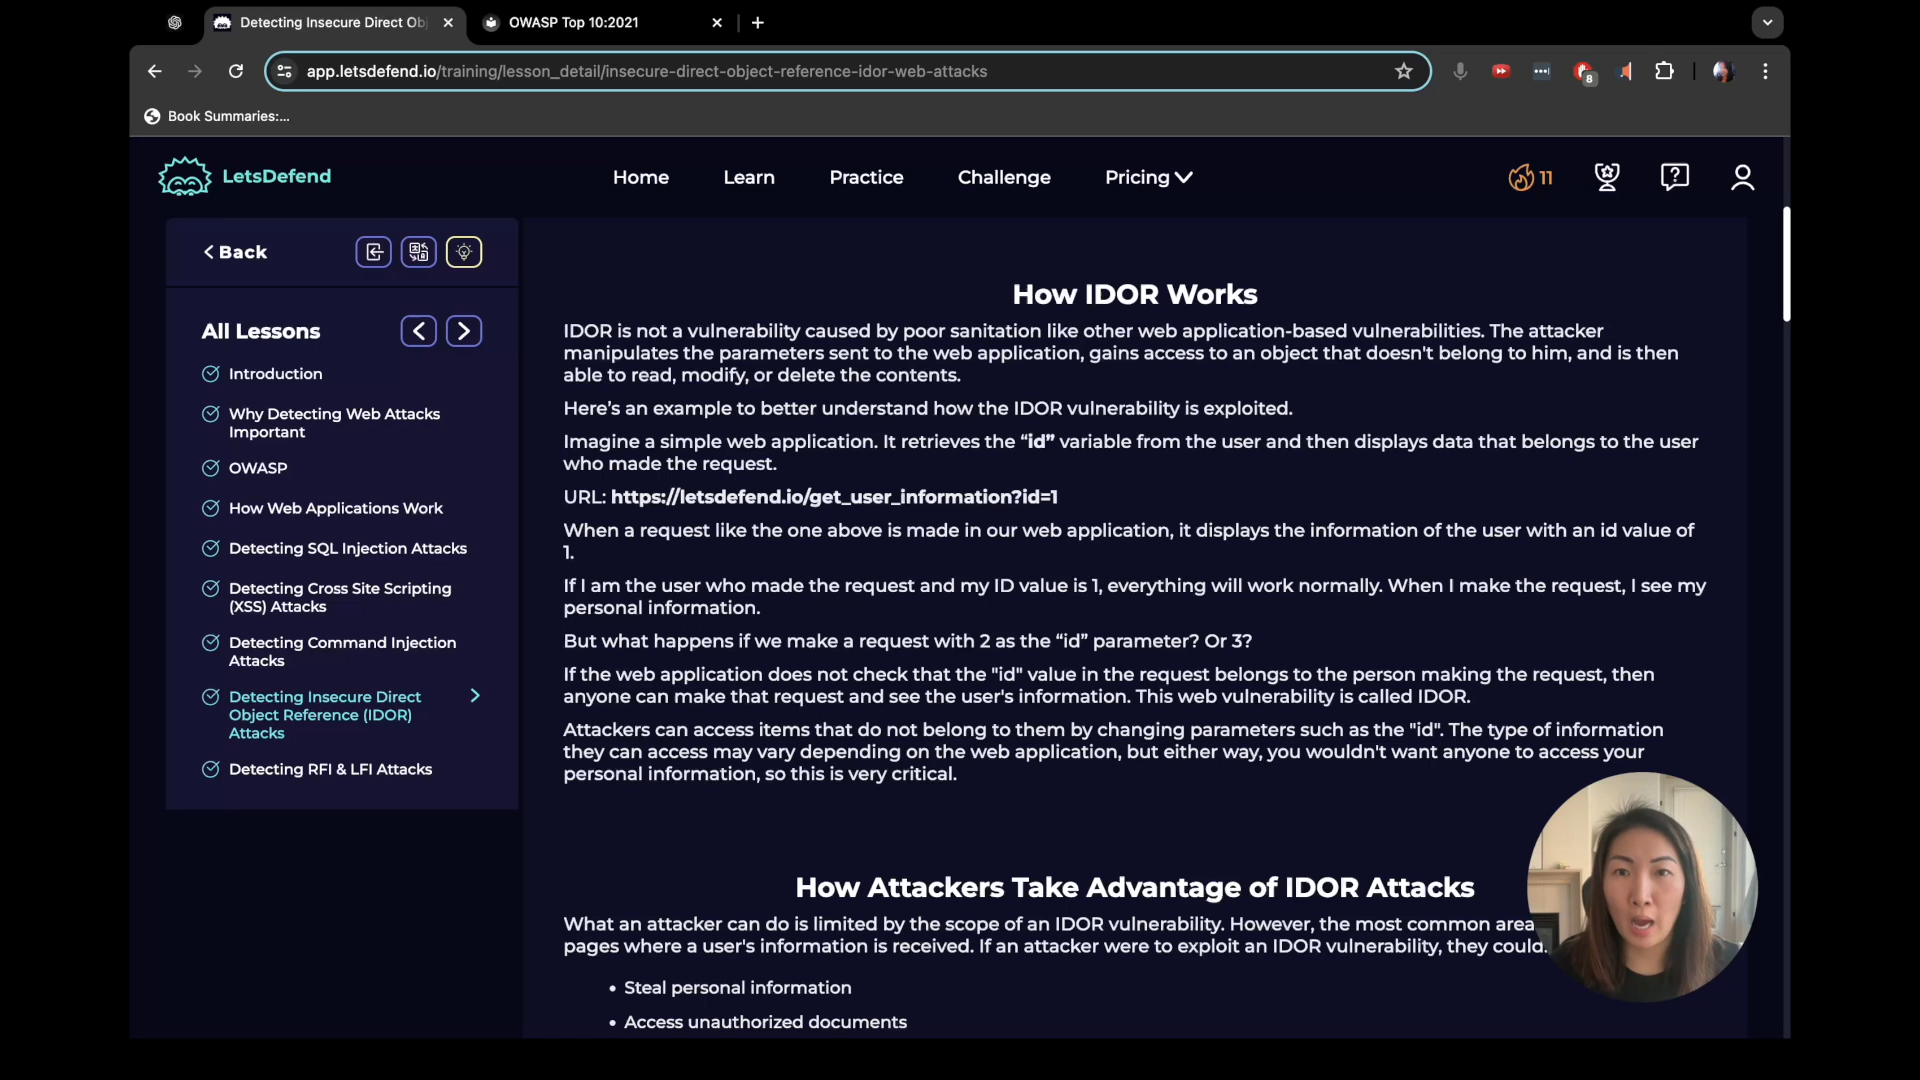 Detecting Insecure Direct Ob
OWASP Top 10:2021
app.letsdefend.io/training/lesson_detail/insecure-direct-object-reference-idor-web-attacks
8
Book Summaries:...
LetsDefend
Home
Learn
Practice
Challenge
Pricing
11
Back
All Lessons
Introduction
Why Detecting Web Attacks
Important
OWASP
How Web Applications Work
Detecting SQL Injection Attacks
Detecting Cross Site Scripting
(XSS) Attacks
Detecting Command Injection
Attacks
Detecting Insecure Direct
Object Reference (IDOR)
Attacks
Detecting RFI & LFI Attacks
How IDOR Works
IDOR is not a vulnerability caused by poor sanitation like other web application-based vulnerabilities. The attacker
manipulates the parameters sent to the web application, gains access to an object that doesn't belong to him, and is then
able to read, modify, or delete the contents.
Here's an example to better understand how the IDOR vulnerability is exploited.
Imagine a simple web application. It retrieves the “id” variable from the user and then displays data that belongs to the user
who made the request.
URL: https://letsdefend.io/get_user_information?id=1
When a request like the one above is made in our web application, it displays the information of the user with an id value of
1.
If I am the user who made the request and my ID value is 1, everything will work normally. When I make the request, I see my
personal information.
But what happens if we make a request with 2 as the “id” parameter? Or 3?
If the web application does not check that the "id" value in the request belongs to the person making the request, then
anyone can make that request and see the user's information. This web vulnerability is called IDOR.
Attackers can access items that do not belong to them by changing parameters such as the "id". The type of information
they can access may vary depending on the web application, but either way, you wouldn't want anyone to access your
personal information, so this is very critical.
How Attackers Take Advantage of IDOR Attacks
What an attacker can do is limited by the scope of an IDOR vulnerability. However, the most common area
pages where a user's information is received. If an attacker were to exploit an IDOR vulnerability, they could.
• Steal personal information
• Access unauthorized documents